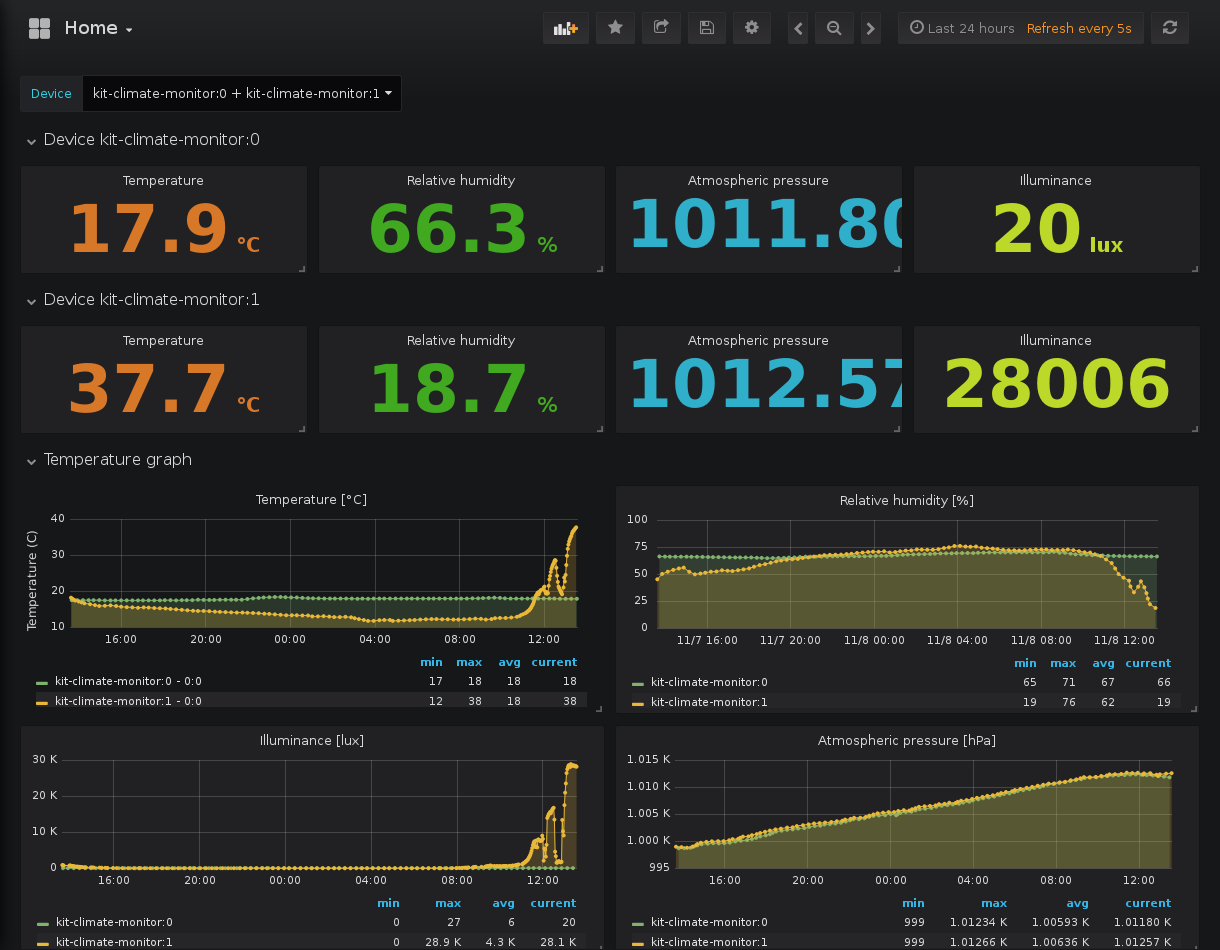 Home
Last 24 hours Refresh every 5s
Device kit-climate-monitor:0 + kit-climate-monitor:1
Device kit-climate-monitor:0
Temperature Relative humidity Atmospheric pressure Illuminance
17.9 °C 66.3 % 1011.80 20 lux
Device kit-climate-monitor:1
Temperature Relative humidity Atmospheric pressure Illuminance
37.7 °C 18.7 % 1012.57 28006
Temperature graph
Temperature [°C]
Temperature (C)
40
30
20
10
16:00 20:00 00:00 04:00 08:00 12:00
min max avg current
kit-climate-monitor:0 - 0:0 17 18 18 18
kit-climate-monitor:1 - 0:0 12 38 18 38
Relative humidity [%]
100
75
50
25
0
11/7 16:00 11/7 20:00 11/8 00:00 11/8 04:00 11/8 08:00 11/8 12:00
min max avg current
kit-climate-monitor:0 65 71 67 66
kit-climate-monitor:1 19 76 62 19
Illuminance [lux]
30 K
20 K
10 K
0
16:00 20:00 00:00 04:00 08:00 12:00
min max avg current
kit-climate-monitor:0 0 27 6 20
kit-climate-monitor:1 0 28.9 K 4.3 K 28.1 K
Atmospheric pressure [hPa]
1.015 K
1.010 K
1.005 K
1.000 K
995
16:00 20:00 00:00 04:00 08:00 12:00
min max avg current
kit-climate-monitor:0 999 1.01234 K 1.00593 K 1.01180 K
kit-climate-monitor:1 999 1.01266 K 1.00636 K 1.01257 K